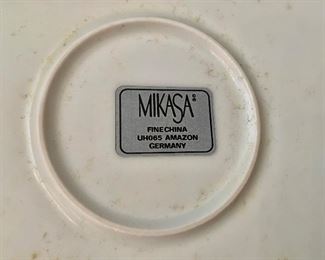 MIKASA®
FINE CHINA
UH065 AMAZON
GERMANY